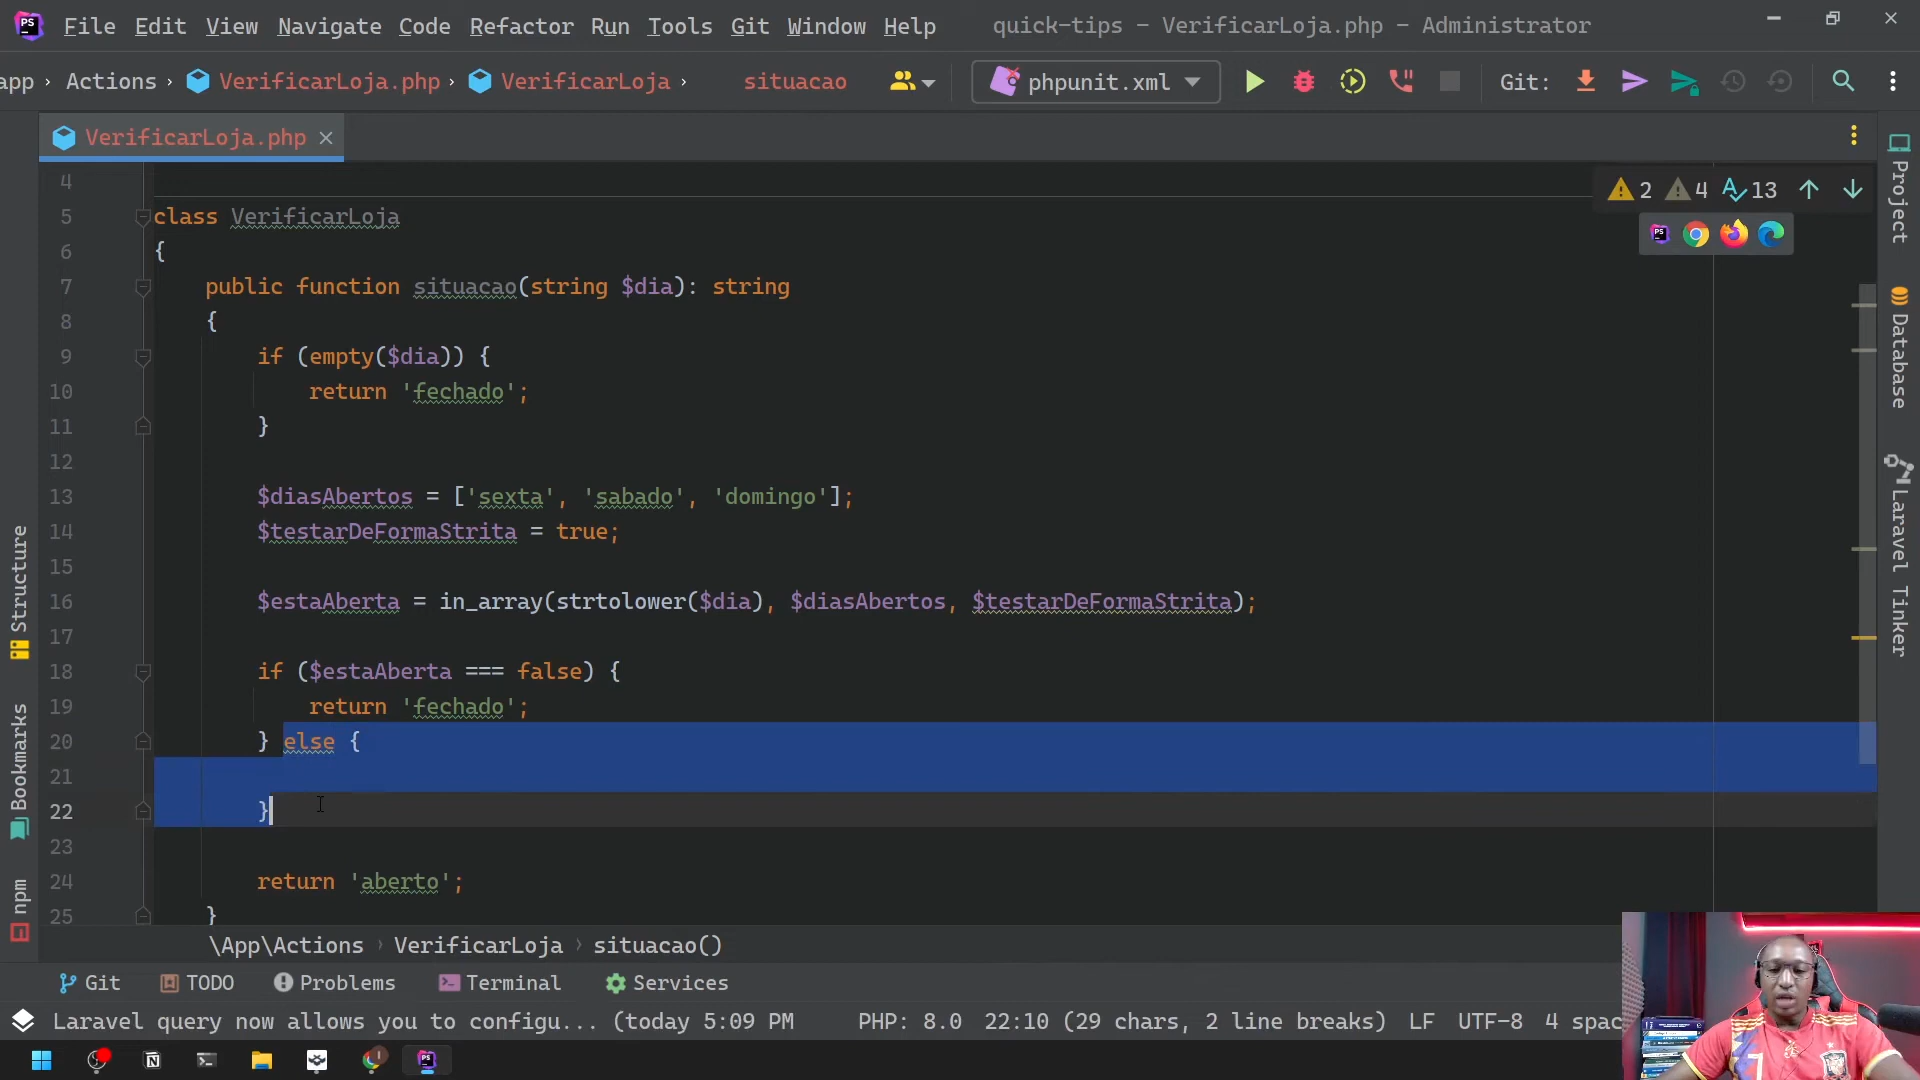 PS File Edit View Navigate Code Refactor Run Tools Git Window Help quick-tips – VerificarLoja.php – Administrator
app › Actions › VerificarLoja.php › VerificarLoja › situacao phpunit.xml Git:
VerificarLoja.php
2 4 13
4
5 class VerificarLoja
6 {
7 public function situacao(string $dia): string
8 {
9 if (empty($dia)) {
10 return 'fechado';
11 }
12
13 $diasAbertos = ['sexta', 'sabado', 'domingo'];
14 $testarDeFormaStrita = true;
15
16 $estaAberta = in_array(strtolower($dia), $diasAbertos, $testarDeFormaStrita);
17
18 if ($estaAberta === false) {
19 return 'fechado';
20 } else {
21
22 }
23
24 return 'aberto';
25 }
Structure
Bookmarks
npm
Project
Database
Laravel Tinker
\App\Actions › VerificarLoja › situacao()
Git TODO Problems Terminal Services
Laravel query now allows you to configu... (today 5:09 PM PHP: 8.0 22:10 (29 chars, 2 line breaks) LF UTF-8 4 spac